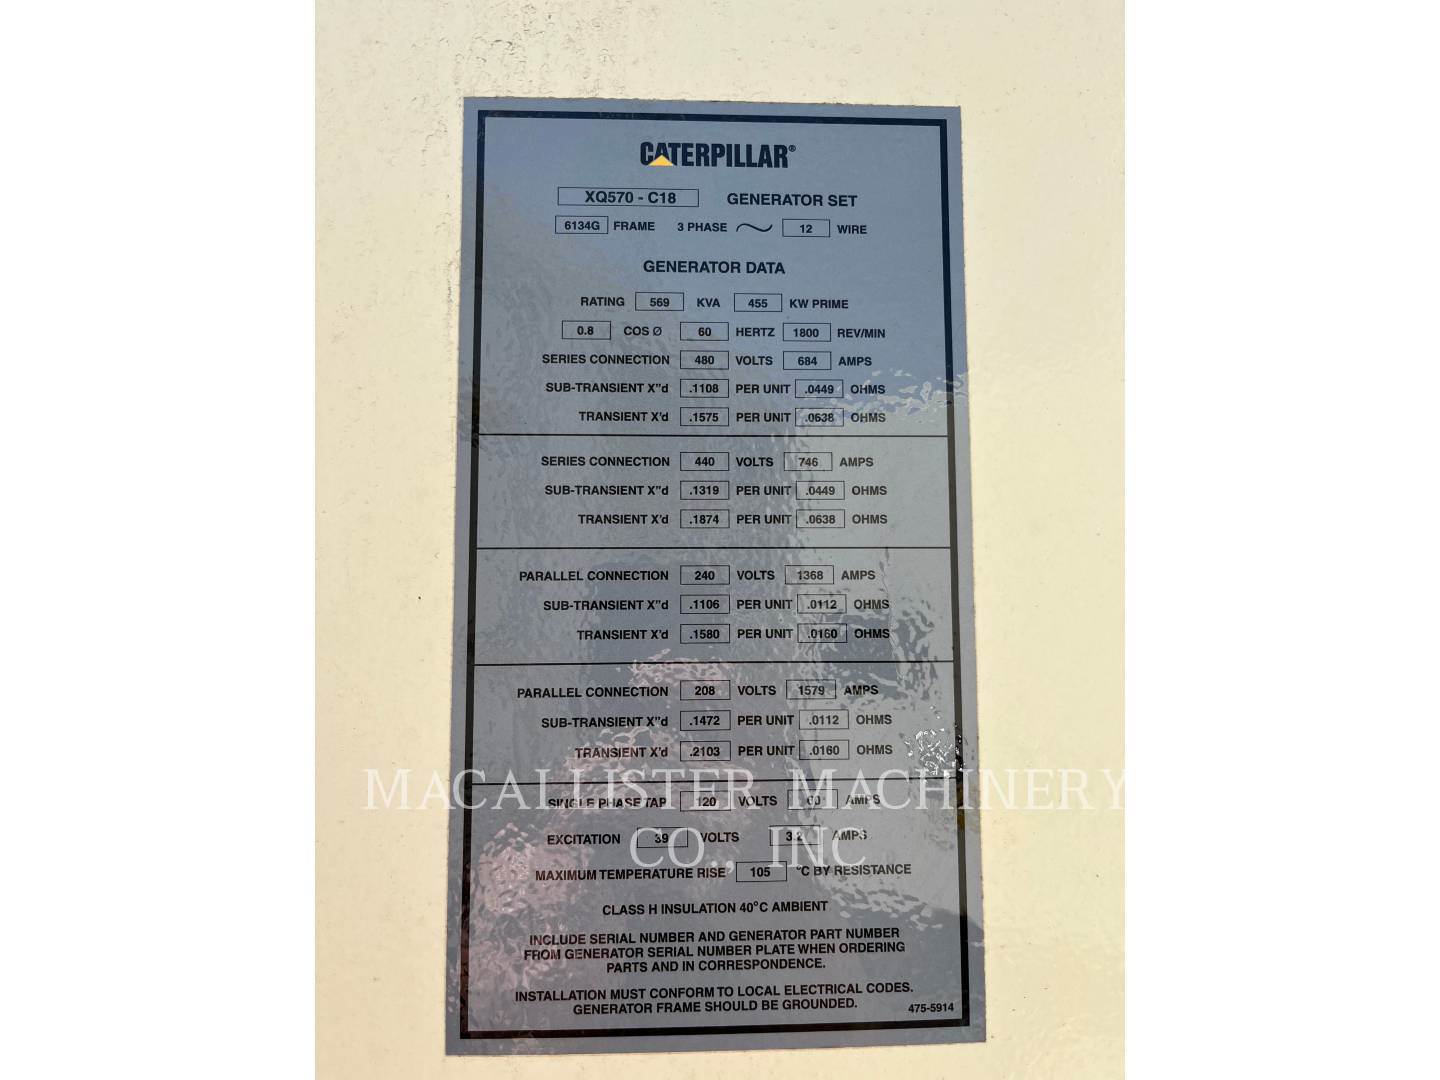 CATERPILLAR®
XQ570 - C18 GENERATOR SET
6134G FRAME 3 PHASE 12 WIRE
GENERATOR DATA
RATING 569 KVA 455 KW PRIME
0.8 COS Ø 60 HERTZ 1800 REV/MIN
SERIES CONNECTION 480 VOLTS 684 AMPS
SUB-TRANSIENT X"d .1108 PER UNIT .0449 OHMS
TRANSIENT X'd .1575 PER UNIT .0638 OHMS
SERIES CONNECTION 440 VOLTS 746 AMPS
SUB-TRANSIENT X"d .1319 PER UNIT .0449 OHMS
TRANSIENT X'd .1874 PER UNIT .0638 OHMS
PARALLEL CONNECTION 240 VOLTS 1368 AMPS
SUB-TRANSIENT X"d .1106 PER UNIT .0112 OHMS
TRANSIENT X'd .1580 PER UNIT .0160 OHMS
PARALLEL CONNECTION 208 VOLTS 1579 AMPS
SUB-TRANSIENT X"d .1472 PER UNIT .0112 OHMS
TRANSIENT X'd .2103 PER UNIT .0160 OHMS
MACALLISTER MACHINERY
SINGLE PHASE TAP 120 VOLTS AMPS
CO., INC
EXCITATION 39 VOLTS 3.2 AMPS
MAXIMUM TEMPERATURE RISE 105 °C BY RESISTANCE
CLASS H INSULATION 40°C AMBIENT
INCLUDE SERIAL NUMBER AND GENERATOR PART NUMBER
FROM GENERATOR SERIAL NUMBER PLATE WHEN ORDERING
PARTS AND IN CORRESPONDENCE.
INSTALLATION MUST CONFORM TO LOCAL ELECTRICAL CODES.
GENERATOR FRAME SHOULD BE GROUNDED.
475-5914